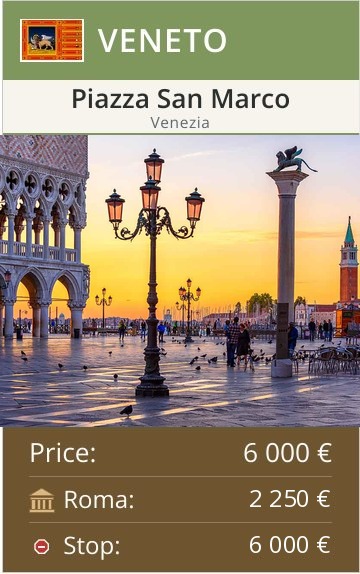 VENETO
Piazza San Marco
Venezia
Price: 6 000 €
Roma: 2 250 €
Stop: 6 000 €